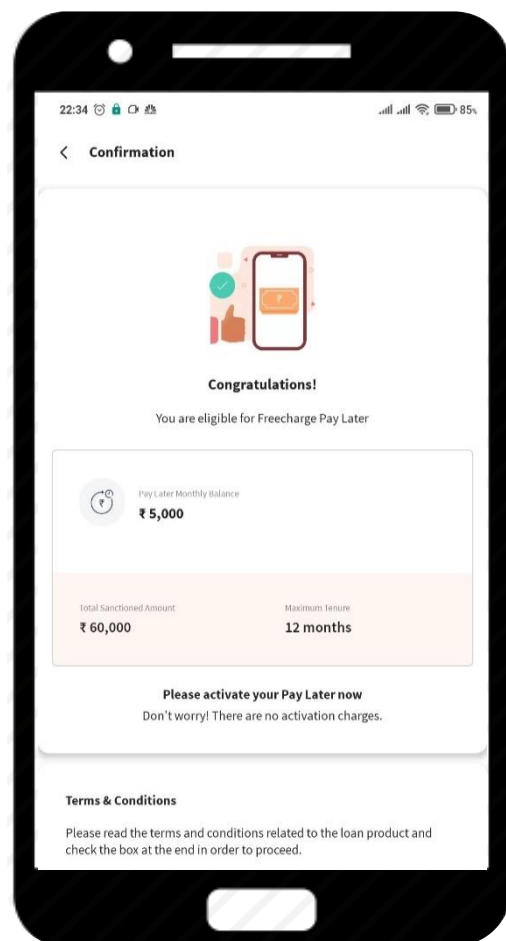 22:34
85%
Confirmation
Congratulations!
You are eligible for Freecharge Pay Later
Pay Later Monthly Balance
₹ 5,000
Total Sanctioned Amount
Maximum Tenure
₹ 60,000
12 months
Please activate your Pay Later now
Don't worry! There are no activation charges.
Terms & Conditions
Please read the terms and conditions related to the loan product and
check the box at the end in order to proceed.